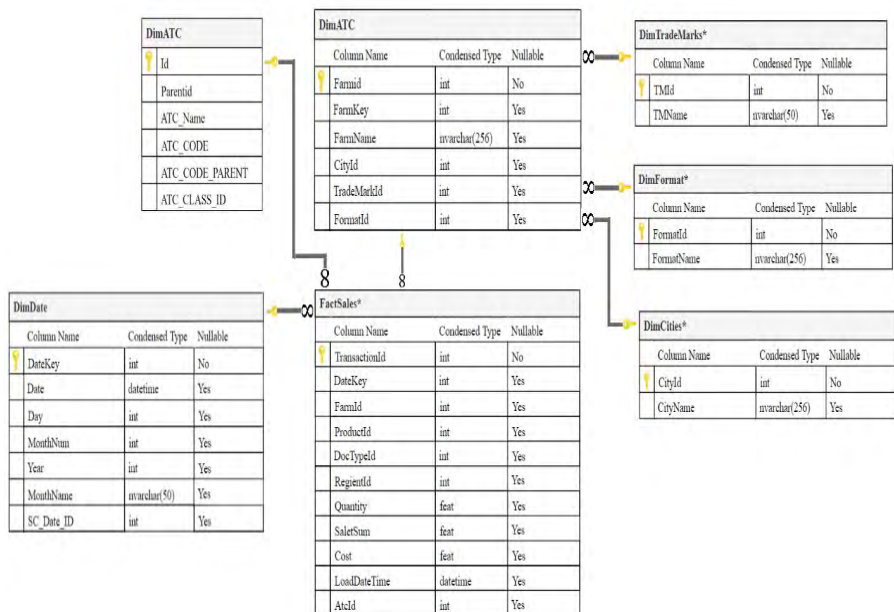 DimATC
Id
Parentid
ATC_Name
ATC_CODE
ATC_CODE_PARENT
ATC_CLASS_ID
DimATC
Column Name Condensed Type Nullable
Farmid int No
FarmKey int Yes
FarmName nvarchar(256) Yes
CityId int Yes
TradeMarkId int Yes
FormatId int Yes
DimTradeMarks*
Column Name Condensed Type Nullable
TMId int No
TMName nvarchar(50) Yes
DimFormat*
Column Name Condensed Type Nullable
FormatId int No
FormatName nvarchar(256) Yes
DimCities*
Column Name Condensed Type Nullable
CityId int No
CityName nvarchar(256) Yes
DimDate
Column Name Condensed Type Nullable
DateKey int No
Date datetime Yes
Day int Yes
MonthNum int Yes
Year int Yes
MonthName nvarchar(50) Yes
SC_Date_ID int Yes
FactSales*
Column Name Condensed Type Nullable
TransactionId int No
DateKey int Yes
FarmId int Yes
ProductId int Yes
DocTypeId int Yes
RegientId int Yes
Quantity feat Yes
SaletSum feat Yes
Cost feat Yes
LoadDateTime datetime Yes
AtcId int Yes